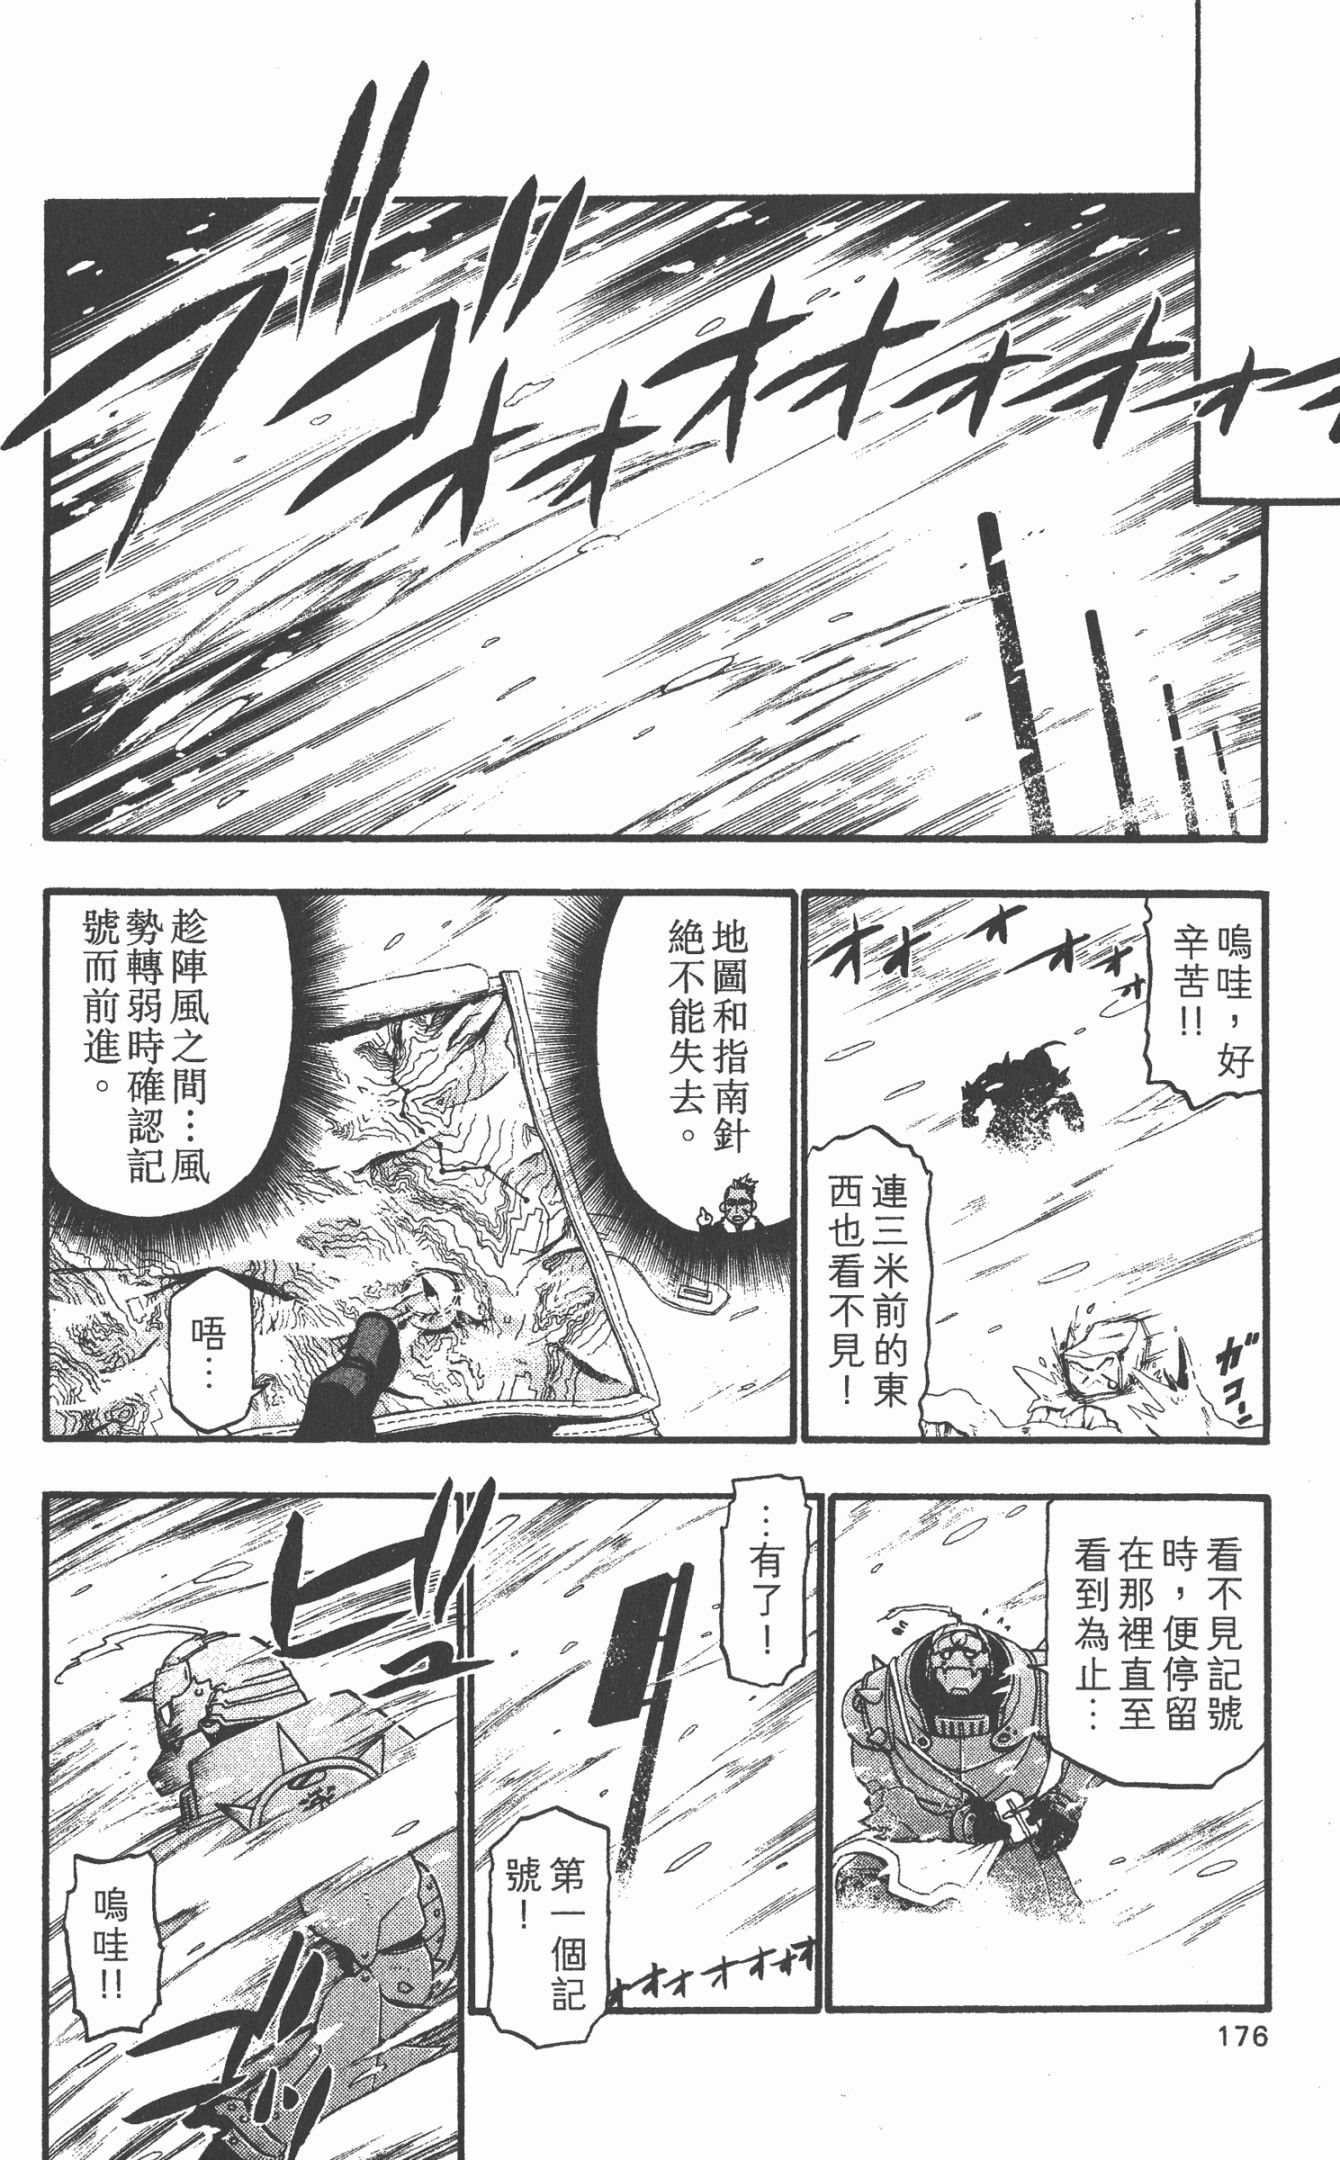 ブゴオオオオオオオオ
嗚哇，好
辛苦!!
オオオオオ
連三米前的東
西也看不見！
ガゴン
地圖和指南針
絶不能失去。
趁陣風之間…風
勢轉弱時確認記
號而前進。
唔…
看不見記號
時，便停留
在那裡直至
看到為止…
…有了！
第一個記
號！
オオオオオオオ
ビュ
嗚哇!!
176